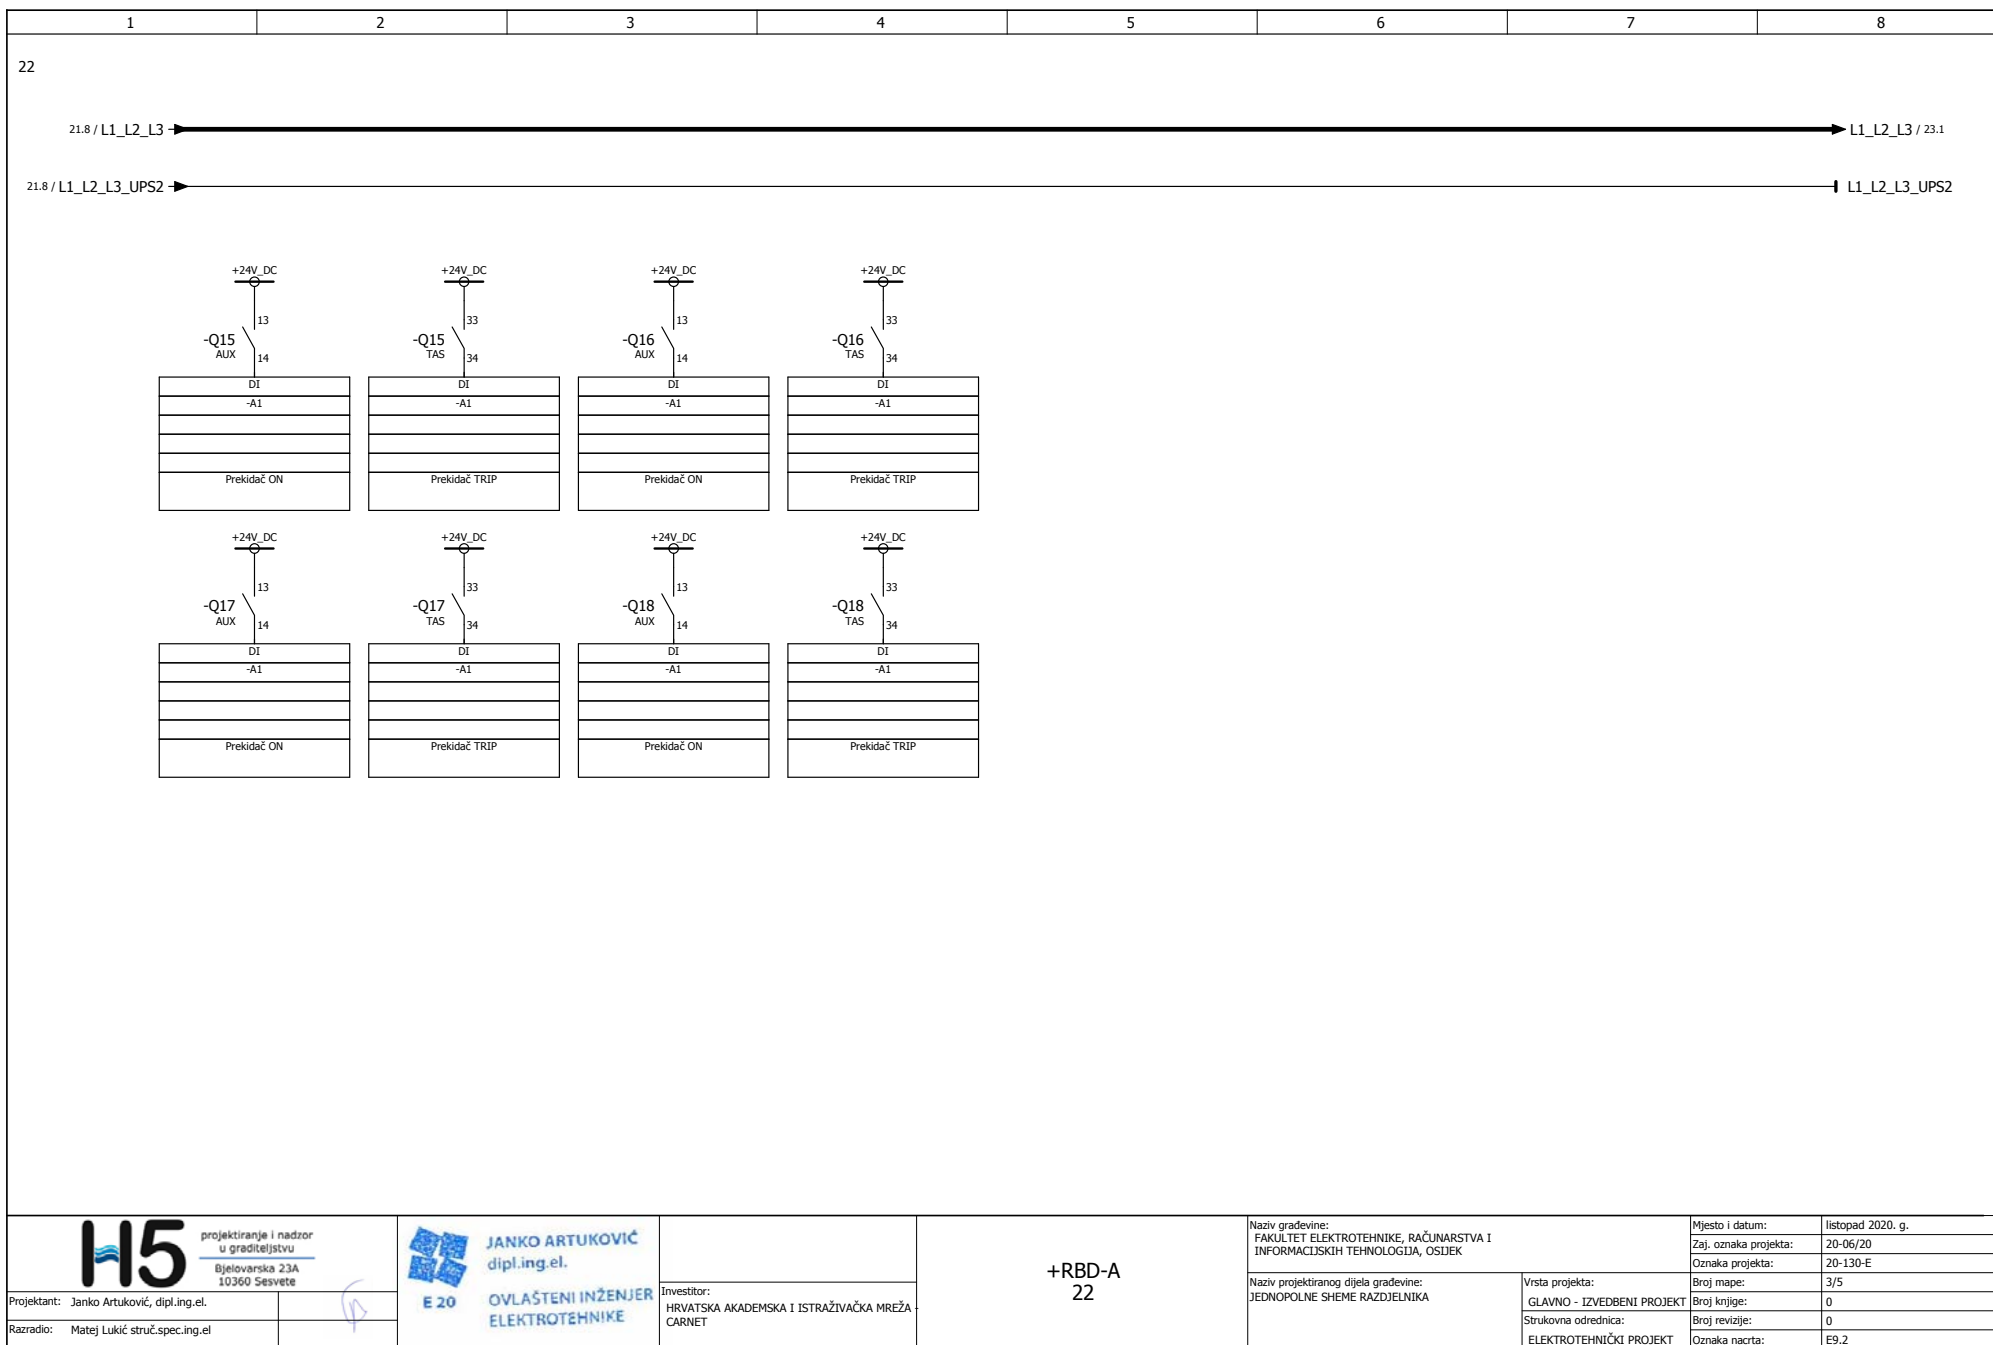 1 2 3 4 5 6 7 8
22
21.8 / L1_L2_L3
L1_L2_L3 / 23.1
21.8 / L1_L2_L3_UPS2
L1_L2_L3_UPS2
+24V_DC +24V_DC +24V_DC +24V_DC
13 33 13 33
-Q15 -Q15 -Q16 -Q16
AUX TAS AUX TAS
14 34 14 34
DI DI DI DI
-A1 -A1 -A1 -A1
Prekidač ON Prekidač TRIP Prekidač ON Prekidač TRIP
+24V_DC +24V_DC +24V_DC +24V_DC
13 33 13 33
-Q17 -Q17 -Q18 -Q18
AUX TAS AUX TAS
14 34 14 34
DI DI DI DI
-A1 -A1 -A1 -A1
Prekidač ON Prekidač TRIP Prekidač ON Prekidač TRIP
H5
projektiranje i nadzor
u graditeljstvu
Bjelovarska 23A
10360 Sesvete
Projektant: Janko Artuković, dipl.ing.el.
Razradio: Matej Lukić struč.spec.ing.el
JANKO ARTUKOVIĆ
dipl.ing.el.
E 20
OVLAŠTENI INŽENJER
ELEKTROTEHNIKE
Investitor:
HRVATSKA AKADEMSKA I ISTRAŽIVAČKA MREŽA -
CARNET
+RBD-A
22
Naziv građevine:
FAKULTET ELEKTROTEHNIKE, RAČUNARSTVA I
INFORMACIJSKIH TEHNOLOGIJA, OSIJEK
Naziv projektiranog dijela građevine:
JEDNOPOLNE SHEME RAZDJELNIKA
Vrsta projekta:
GLAVNO - IZVEDBENI PROJEKT
Strukovna odrednica:
ELEKTROTEHNIČKI PROJEKT
Mjesto i datum: listopad 2020. g.
Zaj. oznaka projekta: 20-06/20
Oznaka projekta: 20-130-E
Broj mape: 3/5
Broj knjige: 0
Broj revizije: 0
Oznaka nacrta: E9.2